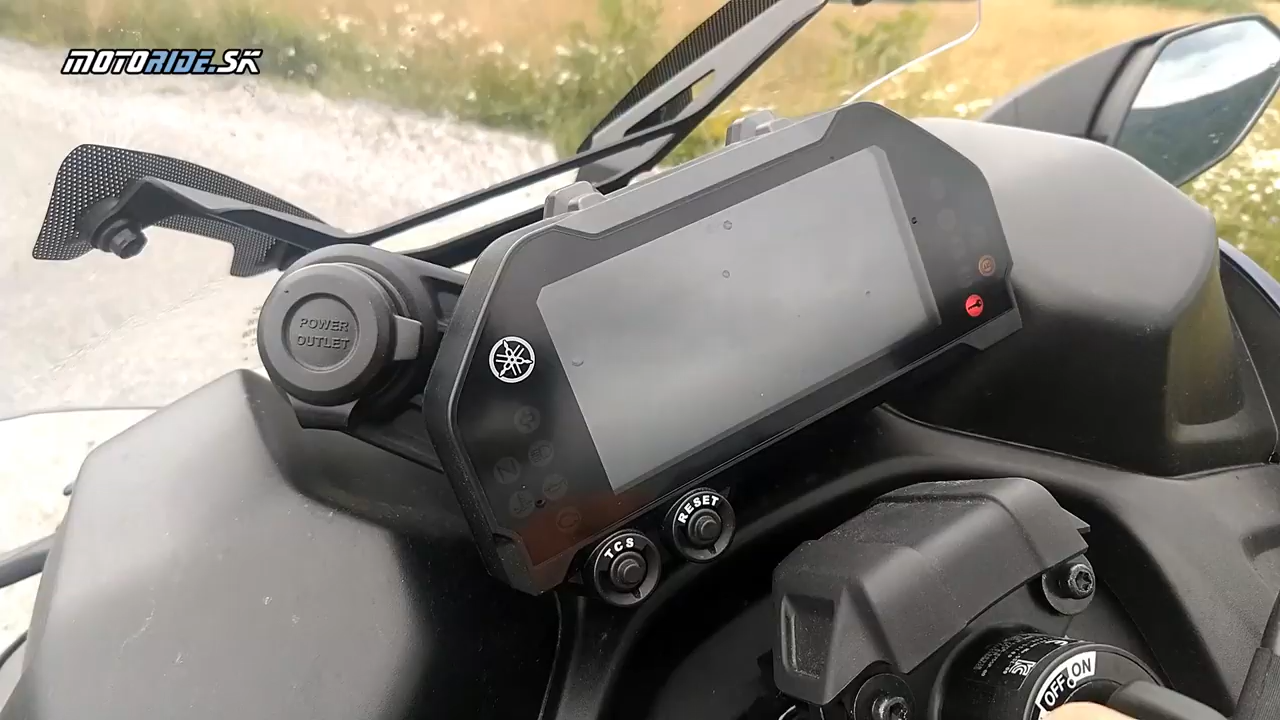 MOTORIDE.SK
POWER
OUTLET
N
TCS
RESET
OFF
ON